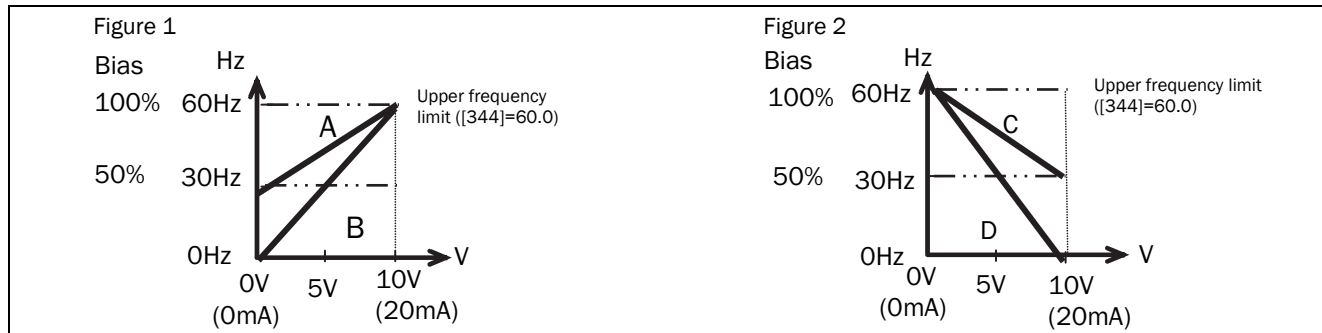 Figure 1
Bias
Hz
100%
60Hz
A
Upper frequency
limit ([344]=60.0)
50%
30Hz
B
0Hz
V
0V
5V
10V
(0mA)
(20mA)
Figure 2
Bias
Hz
100%
60Hz
C
Upper frequency limit
([344]=60.0)
50%
30Hz
D
0Hz
V
0V
5V
10V
(0mA)
(20mA)